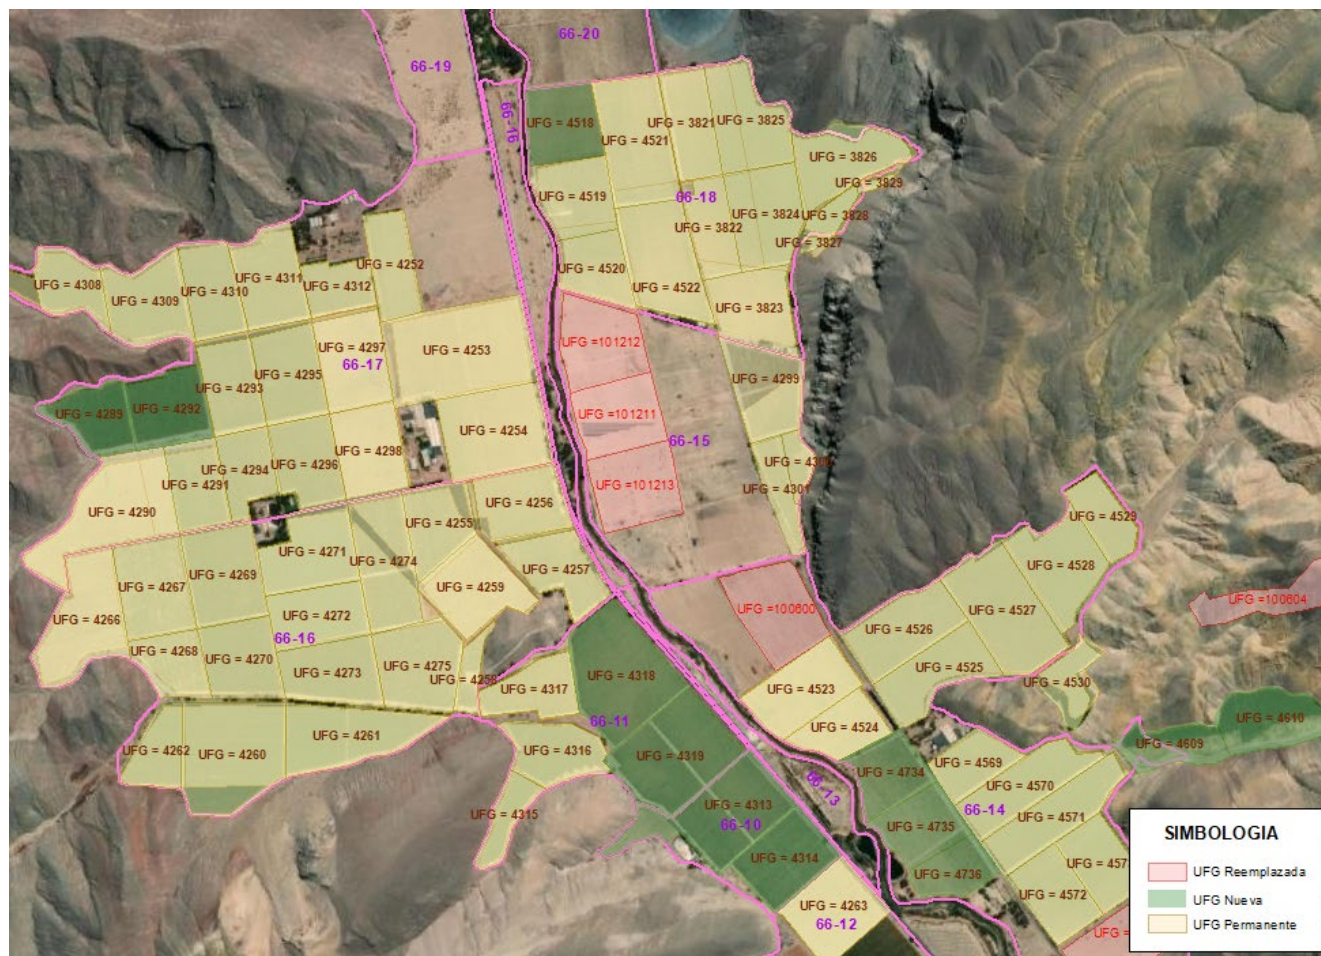 66-20
66-19
66-16
UFG = 4518
UFG = 4521
UFG = 3821
UFG = 3825
UFG = 3826
UFG = 3829
UFG = 4519
66-18
UFG = 3824
UFG = 3828
UFG = 3822
UFG = 3827
UFG = 4252
UFG = 4520
UFG = 4522
UFG = 3823
UFG = 4308
UFG = 4309
UFG = 4310
UFG = 4311
UFG = 4312
UFG =101212
UFG = 4297
66-17
UFG = 4253
UFG = 4295
UFG = 4293
UFG = 4299
UFG = 4289
UFG = 4292
UFG =101211
66-15
UFG = 4254
UFG = 4298
UFG = 4296
UFG = 4294
UFG = 4291
UFG = 4301
UFG =101213
UFG = 4290
UFG = 4256
UFG = 4255
UFG = 4529
UFG = 4271
UFG = 4274
UFG = 4269
UFG = 4267
UFG = 4257
UFG = 4259
UFG = 4528
UFG =100600
UFG =100604
UFG = 4527
UFG = 4526
UFG = 4266
UFG = 4272
66-16
UFG = 4268
UFG = 4270
UFG = 4273
UFG = 4275
UFG = 4258
UFG = 4317
UFG = 4318
UFG = 4525
UFG = 4523
UFG = 4530
UFG = 4524
66-11
UFG = 4610
UFG = 4609
UFG = 4262
UFG = 4260
UFG = 4261
UFG = 4316
UFG = 4319
UFG = 4734
UFG = 4569
UFG = 4570
66-13
UFG = 4315
UFG = 4313
66-10
66-14
UFG = 4571
UFG = 4735
UFG = 4314
UFG = 4736
UFG = 4572
UFG = 4263
66-12
UFG =
SIMBOLOGIA
UFG Reemplazada
UFG Nueva
UFG Permanente